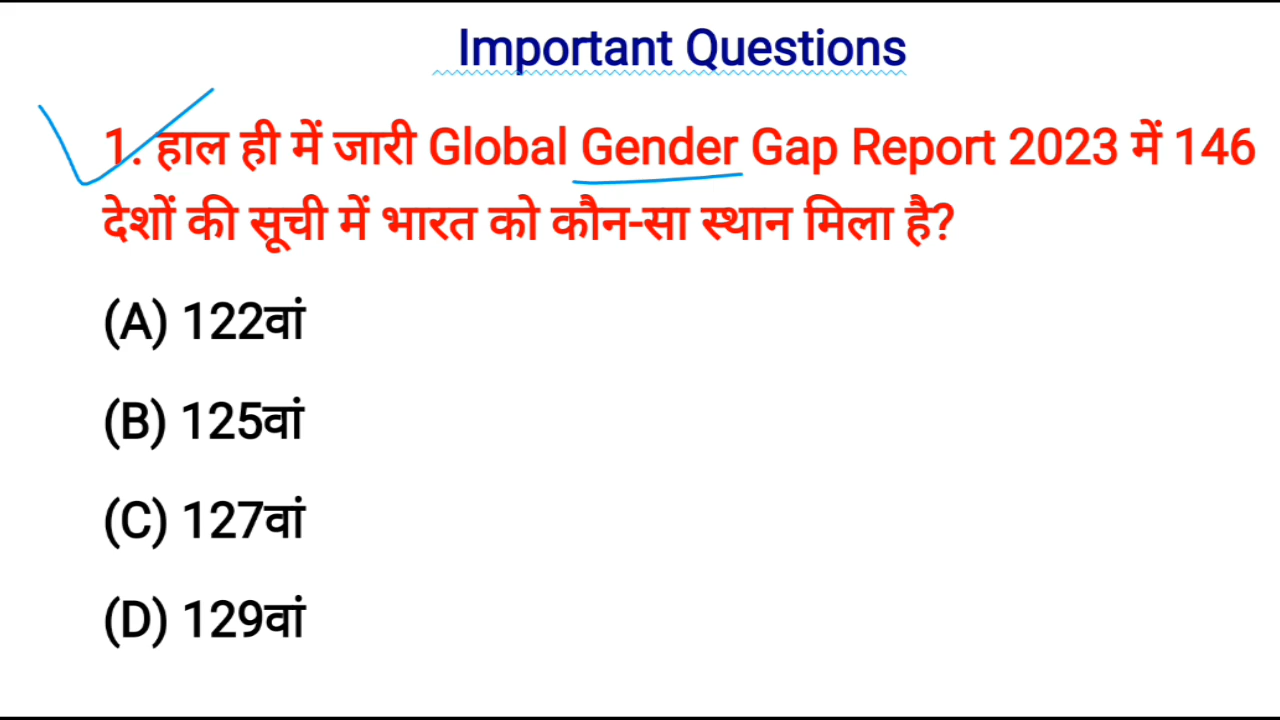 Important Questions
1. हाल ही में जारी Global Gender Gap Report 2023 में 146
देशों की सूची में भारत को कौन-सा स्थान मिला है?
(A) 122वां
(B) 125वां
(C) 127वां
(D) 129वां